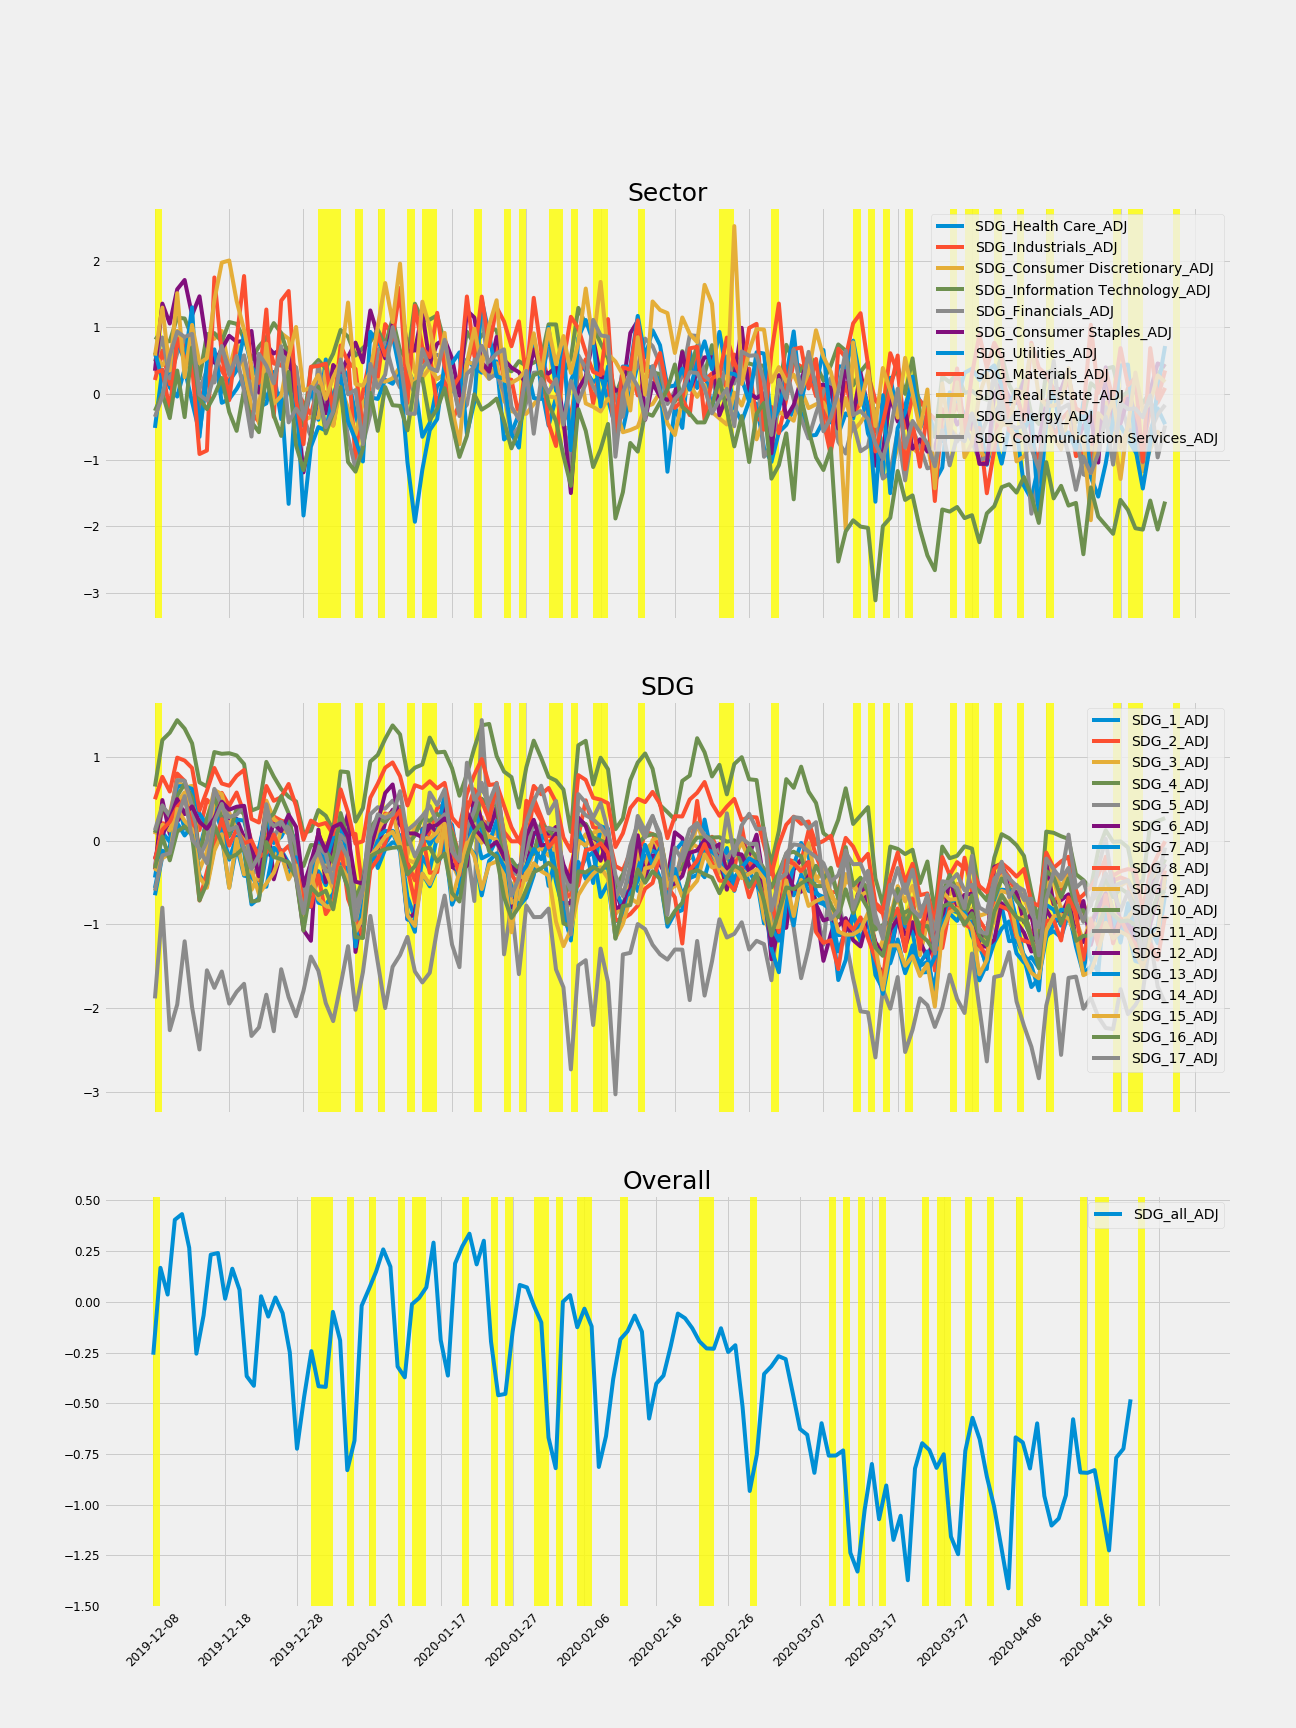 Sector
2
1
0
−1
−2
−3
SDG_Health Care_ADJ
SDG_Industrials_ADJ
SDG_Consumer Discretionary_ADJ
SDG_Information Technology_ADJ
SDG_Financials_ADJ
SDG_Consumer Staples_ADJ
SDG_Utilities_ADJ
SDG_Materials_ADJ
SDG_Real Estate_ADJ
SDG_Energy_ADJ
SDG_Communication Services_ADJ
SDG
1
0
−1
−2
−3
SDG_1_ADJ
SDG_2_ADJ
SDG_3_ADJ
SDG_4_ADJ
SDG_5_ADJ
SDG_6_ADJ
SDG_7_ADJ
SDG_8_ADJ
SDG_9_ADJ
SDG_10_ADJ
SDG_11_ADJ
SDG_12_ADJ
SDG_13_ADJ
SDG_14_ADJ
SDG_15_ADJ
SDG_16_ADJ
SDG_17_ADJ
Overall
0.50
0.25
0.00
−0.25
−0.50
−0.75
−1.00
−1.25
−1.50
SDG_all_ADJ
2019-12-08
2019-12-18
2019-12-28
2020-01-07
2020-01-17
2020-01-27
2020-02-06
2020-02-16
2020-02-26
2020-03-07
2020-03-17
2020-03-27
2020-04-06
2020-04-16